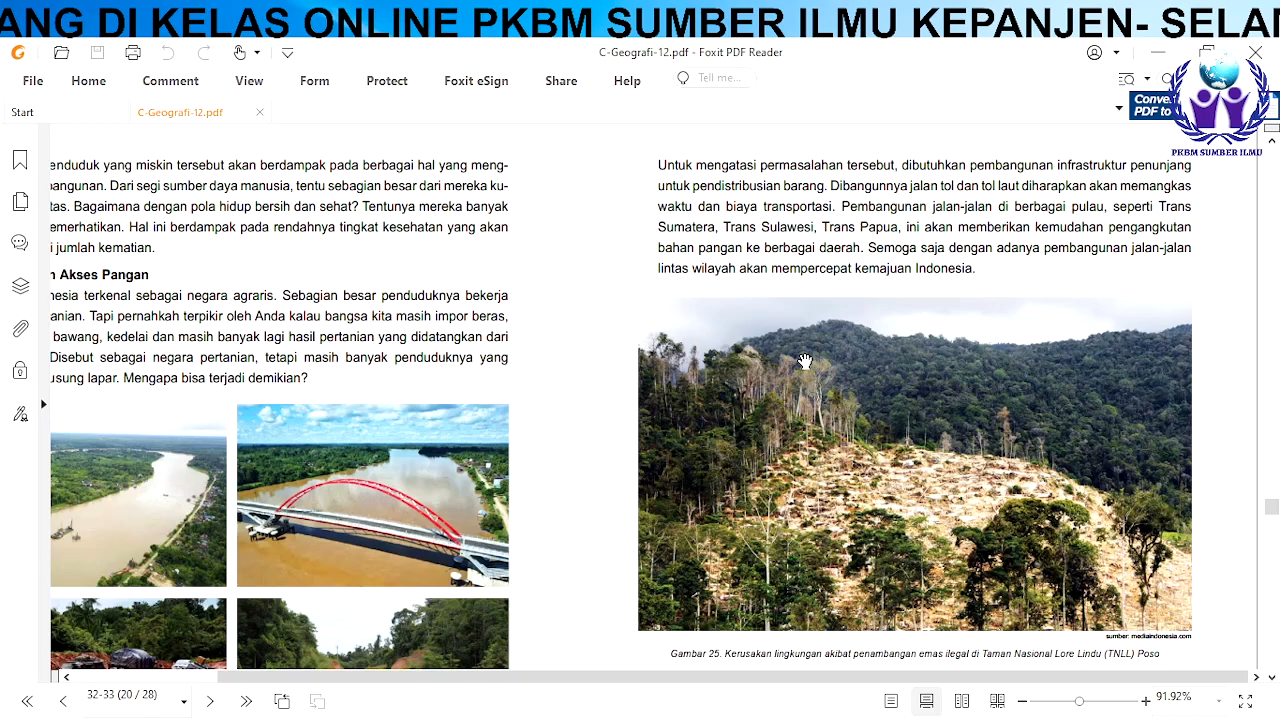 ANG DI KELAS ONLINE PKBM SUMBER ILMU KEPANJEN- SELA
C-Geografi-12.pdf - Foxit PDF Reader
File Home Comment View Form Protect Foxit eSign Share Help Tell me...
Start C-Geografi-12.pdf
Conve
PDF to
PKBM SUMBER ILMU
enduduk yang miskin tersebut akan berdampak pada berbagai hal yang meng-
angunan. Dari segi sumber daya manusia, tentu sebagian besar dari mereka ku-
tas. Bagaimana dengan pola hidup bersih dan sehat? Tentunya mereka banyak
emerhatikan. Hal ini berdampak pada rendahnya tingkat kesehatan yang akan
i jumlah kematian.
n Akses Pangan
nesia terkenal sebagai negara agraris. Sebagian besar penduduknya bekerja
anian. Tapi pernahkah terpikir oleh Anda kalau bangsa kita masih impor beras,
bawang, kedelai dan masih banyak lagi hasil pertanian yang didatangkan dari
Disebut sebagai negara pertanian, tetapi masih banyak penduduknya yang
usung lapar. Mengapa bisa terjadi demikian?
Untuk mengatasi permasalahan tersebut, dibutuhkan pembangunan infrastruktur penunjang
untuk pendistribusian barang. Dibangunnya jalan tol dan tol laut diharapkan akan memangkas
waktu dan biaya transportasi. Pembangunan jalan-jalan di berbagai pulau, seperti Trans
Sumatera, Trans Sulawesi, Trans Papua, ini akan memberikan kemudahan pengangkutan
bahan pangan ke berbagai daerah. Semoga saja dengan adanya pembangunan jalan-jalan
lintas wilayah akan mempercepat kemajuan Indonesia.
sumber: mediaindonesia.com
Gambar 25. Kerusakan lingkungan akibat penambangan emas ilegal di Taman Nasional Lore Lindu (TNLL) Poso
32-33 (20 / 28)
91.92%